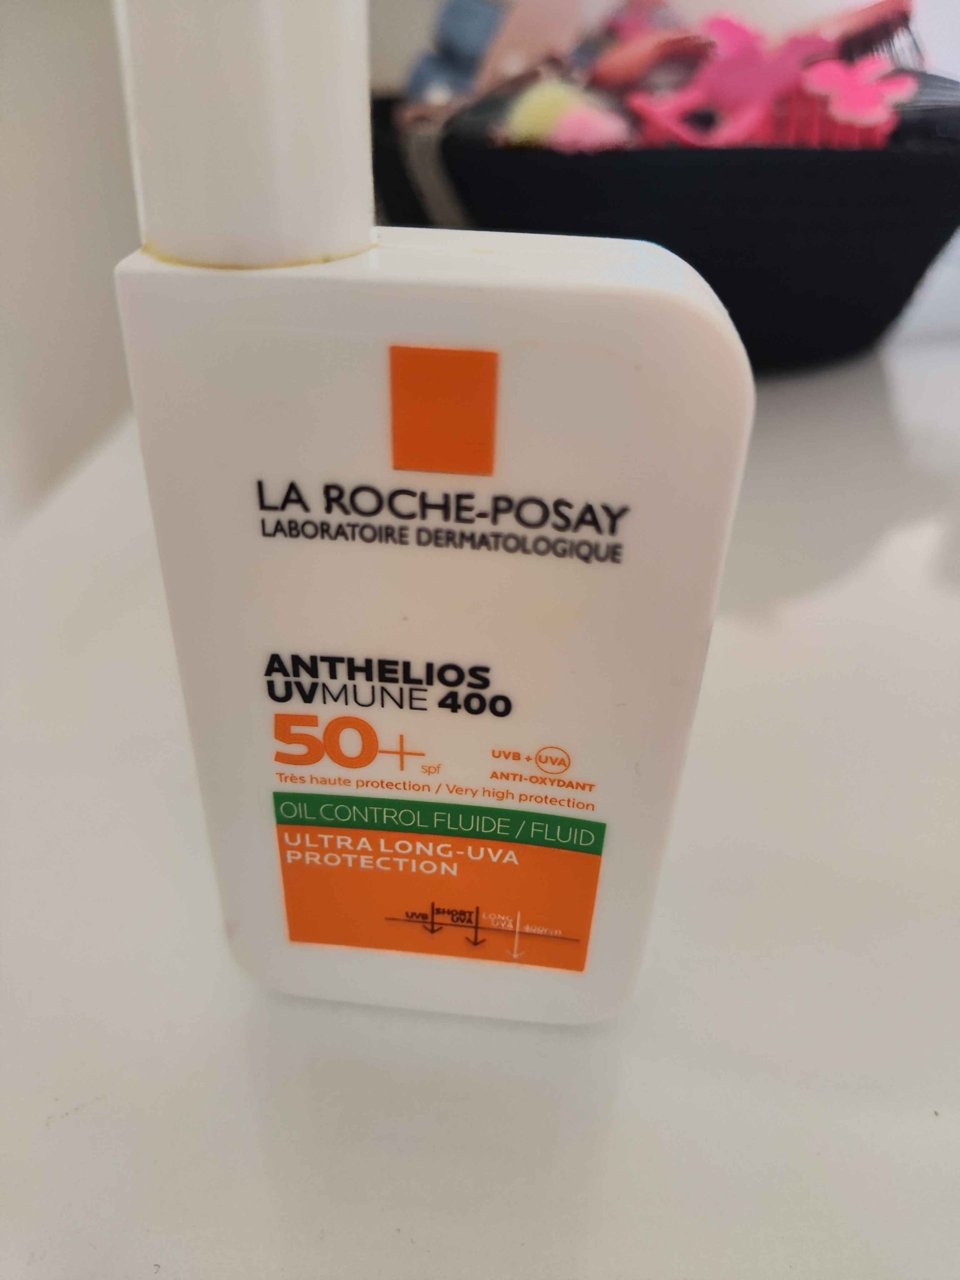 LA ROCHE-POSAY
LABORATOIRE DERMATOLOGIQUE
ANTHELIOS
UVMUNE 400
50+ spf
UVB + UVA
ANTI-OXYDANT
Très haute protection / Very high protection
OIL CONTROL FLUIDE / FLUID
ULTRA LONG-UVA
PROTECTION
UVB SHORT UVA LONG UVA 400nm